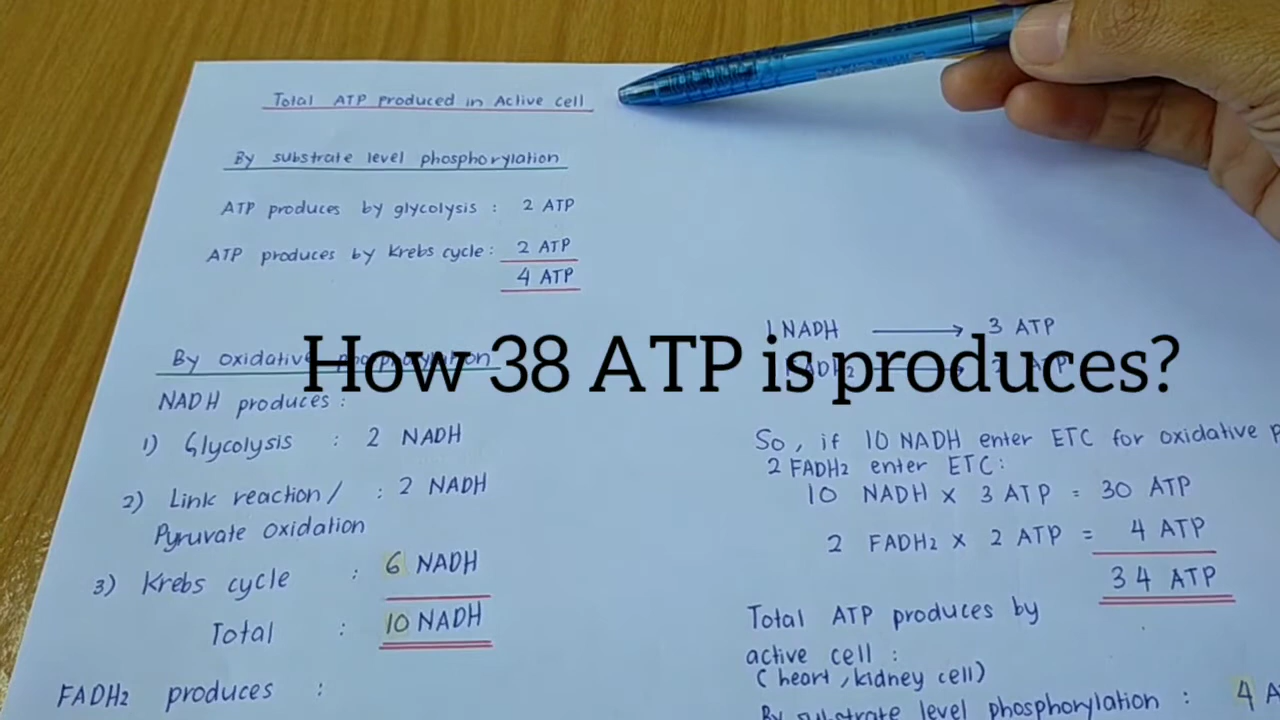 Total ATP produced in Active cell
By substrate level phosphorylation
ATP produces by glycolysis : 2 ATP
ATP produces by Krebs cycle : 2 ATP
4 ATP
How 38 ATP is produces?
By oxidative phosphorylation
NADH produces :
1) Glycolysis : 2 NADH
2) Link reaction / : 2 NADH
Pyruvate Oxidation
3) Krebs cycle : 6 NADH
Total : 10 NADH
FADH2 produces :
1 NADH → 3 ATP
So, if 10 NADH enter ETC for oxidative
2 FADH2 enter ETC :
10 NADH x 3 ATP = 30 ATP
2 FADH2 x 2 ATP = 4 ATP
34 ATP
Total ATP produces by
active cell :
( heart , kidney cell )
By substrate level phosphorylation : 4